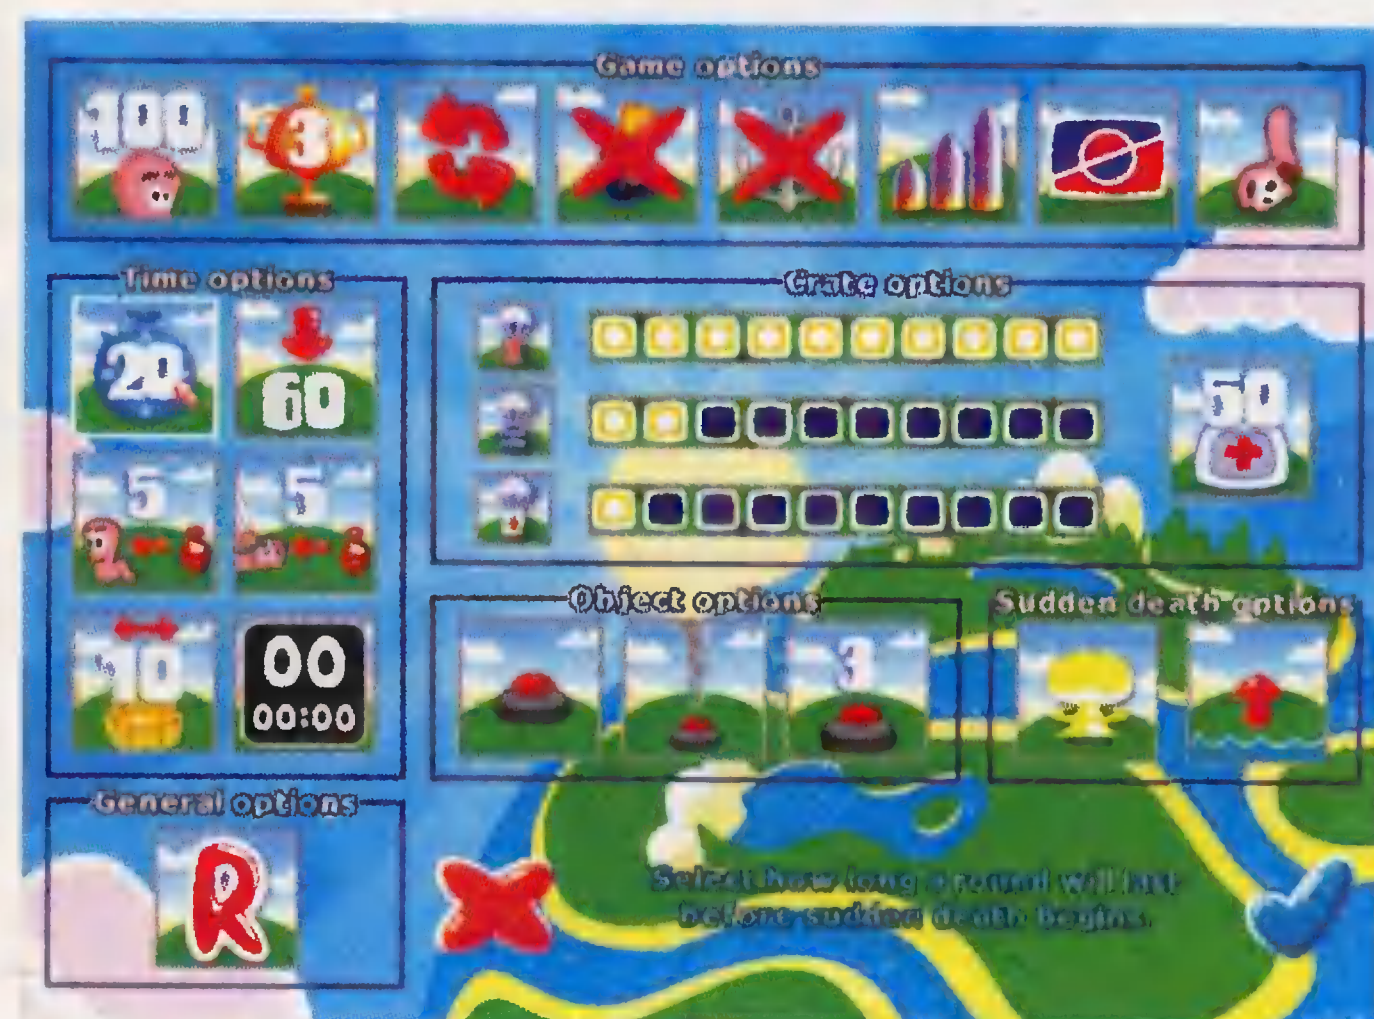 Game options
100
3
Time options
Crate options
20
60
50
5
5
10
00
00:00
Object options
Sudden death options
3
General options
R
Select how long a round will last
before sudden death begins.